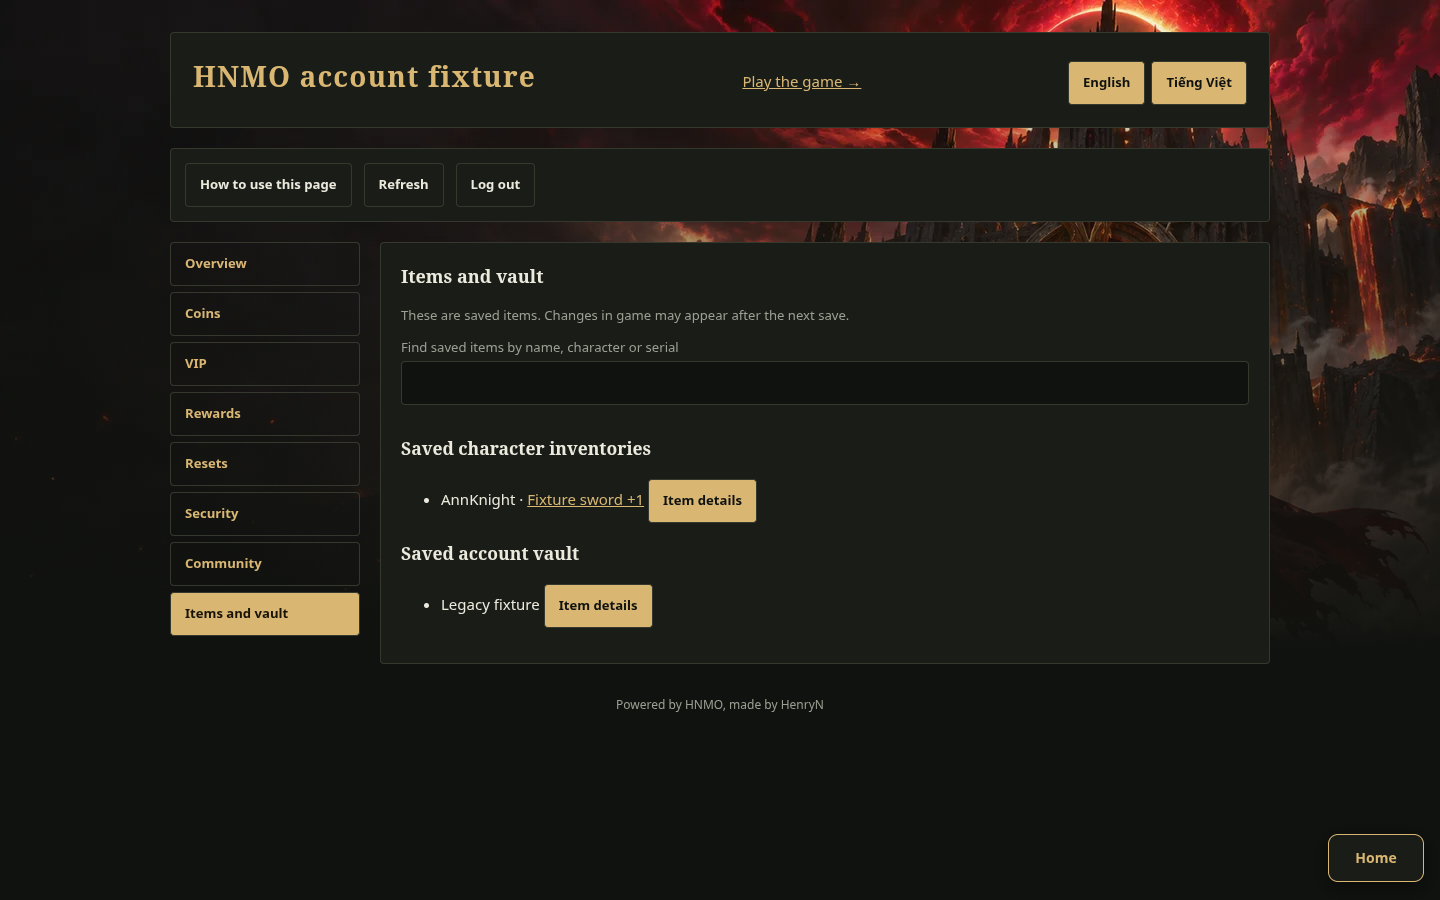 HNMO account fixture
Play the game →
English
Tiếng Việt
How to use this page
Refresh
Log out
Overview
Coins
VIP
Rewards
Resets
Security
Community
Items and vault
Items and vault
These are saved items. Changes in game may appear after the next save.
Find saved items by name, character or serial
Saved character inventories
• AnnKnight · Fixture sword +1 Item details
Saved account vault
• Legacy fixture Item details
Powered by HNMO, made by HenryN
Home